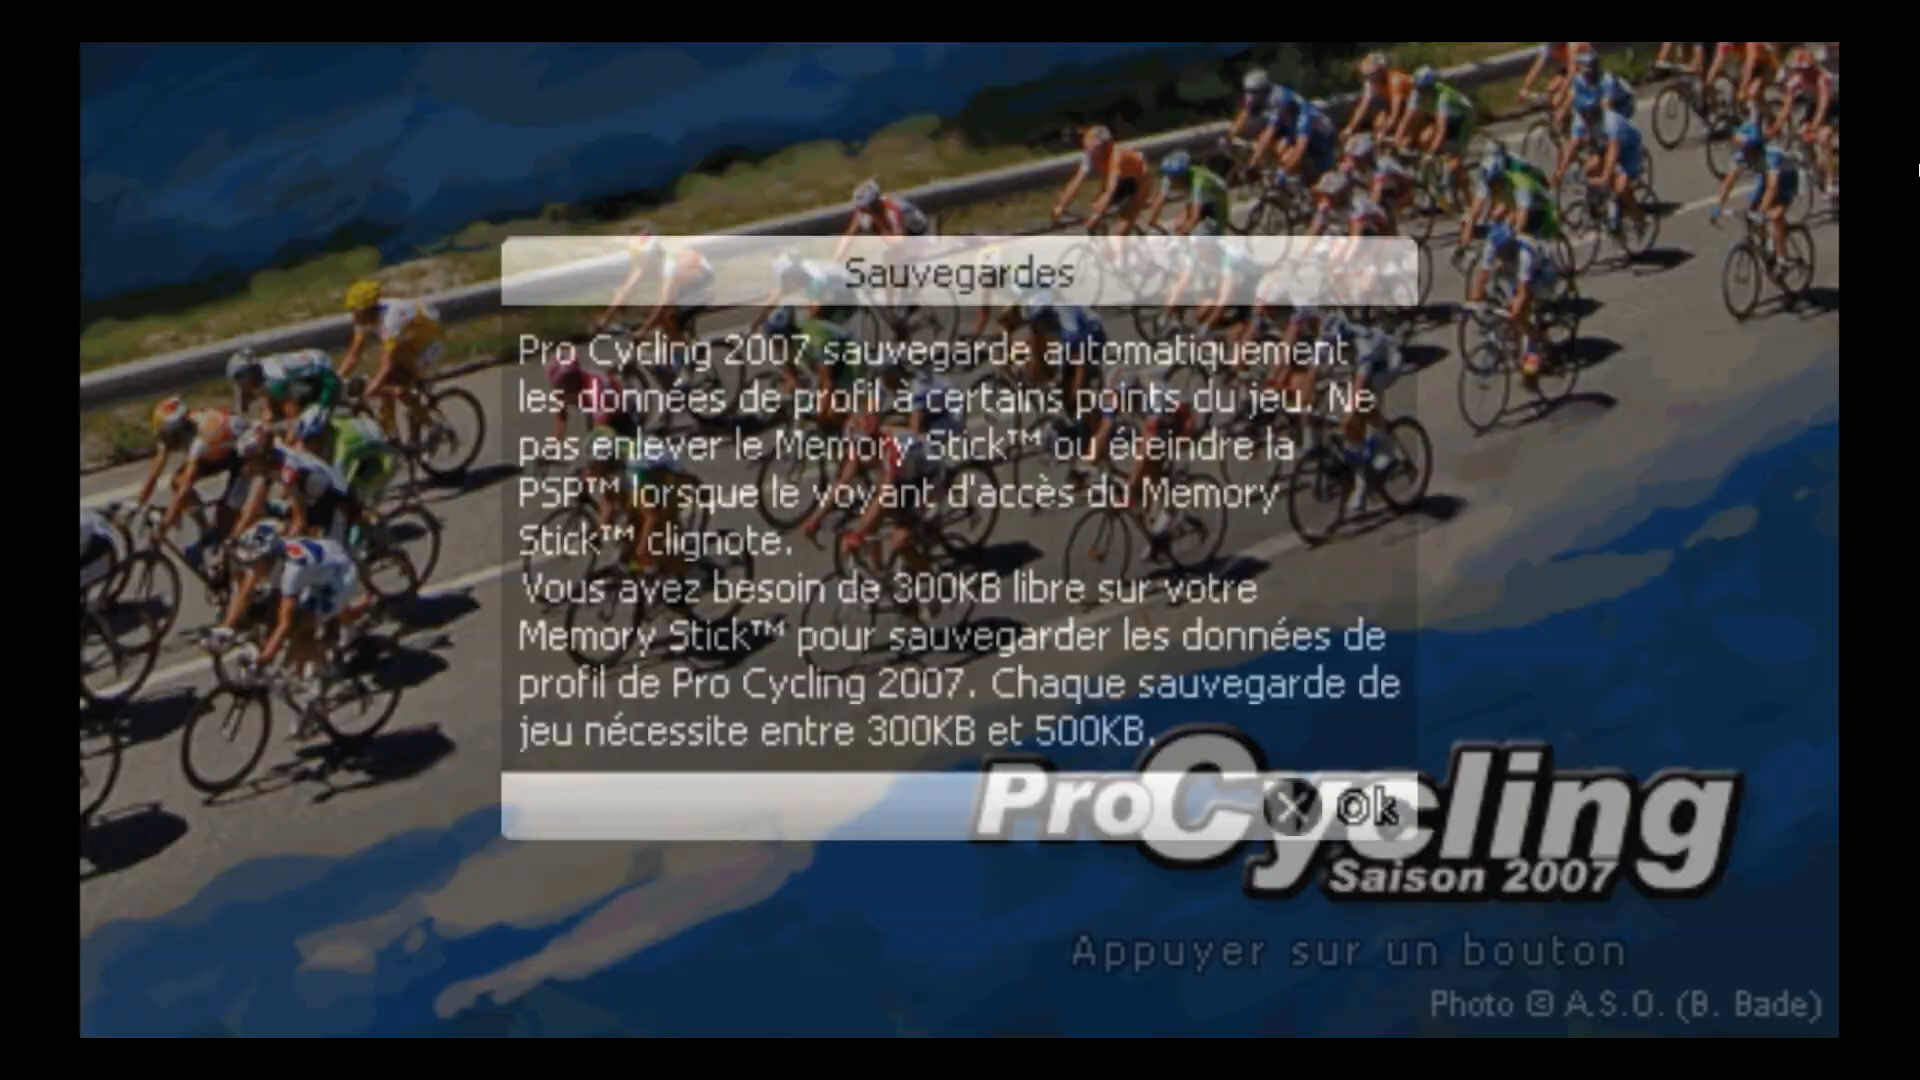 Sauvegardes
Pro Cycling 2007 sauvegarde automatiquement
les données de profil à certains points du jeu. Ne
pas enlever le Memory Stick™ ou éteindre la
PSP™ lorsque le voyant d'accès du Memory
Stick™ clignote.
Vous avez besoin de 300KB libre sur votre
Memory Stick™ pour sauvegarder les données de
profil de Pro Cycling 2007. Chaque sauvegarde de
jeu nécessite entre 300KB et 500KB.
Ok
ProCycling
Saison 2007
Appuyer sur un bouton
Photo © A.S.O. (B. Bade)